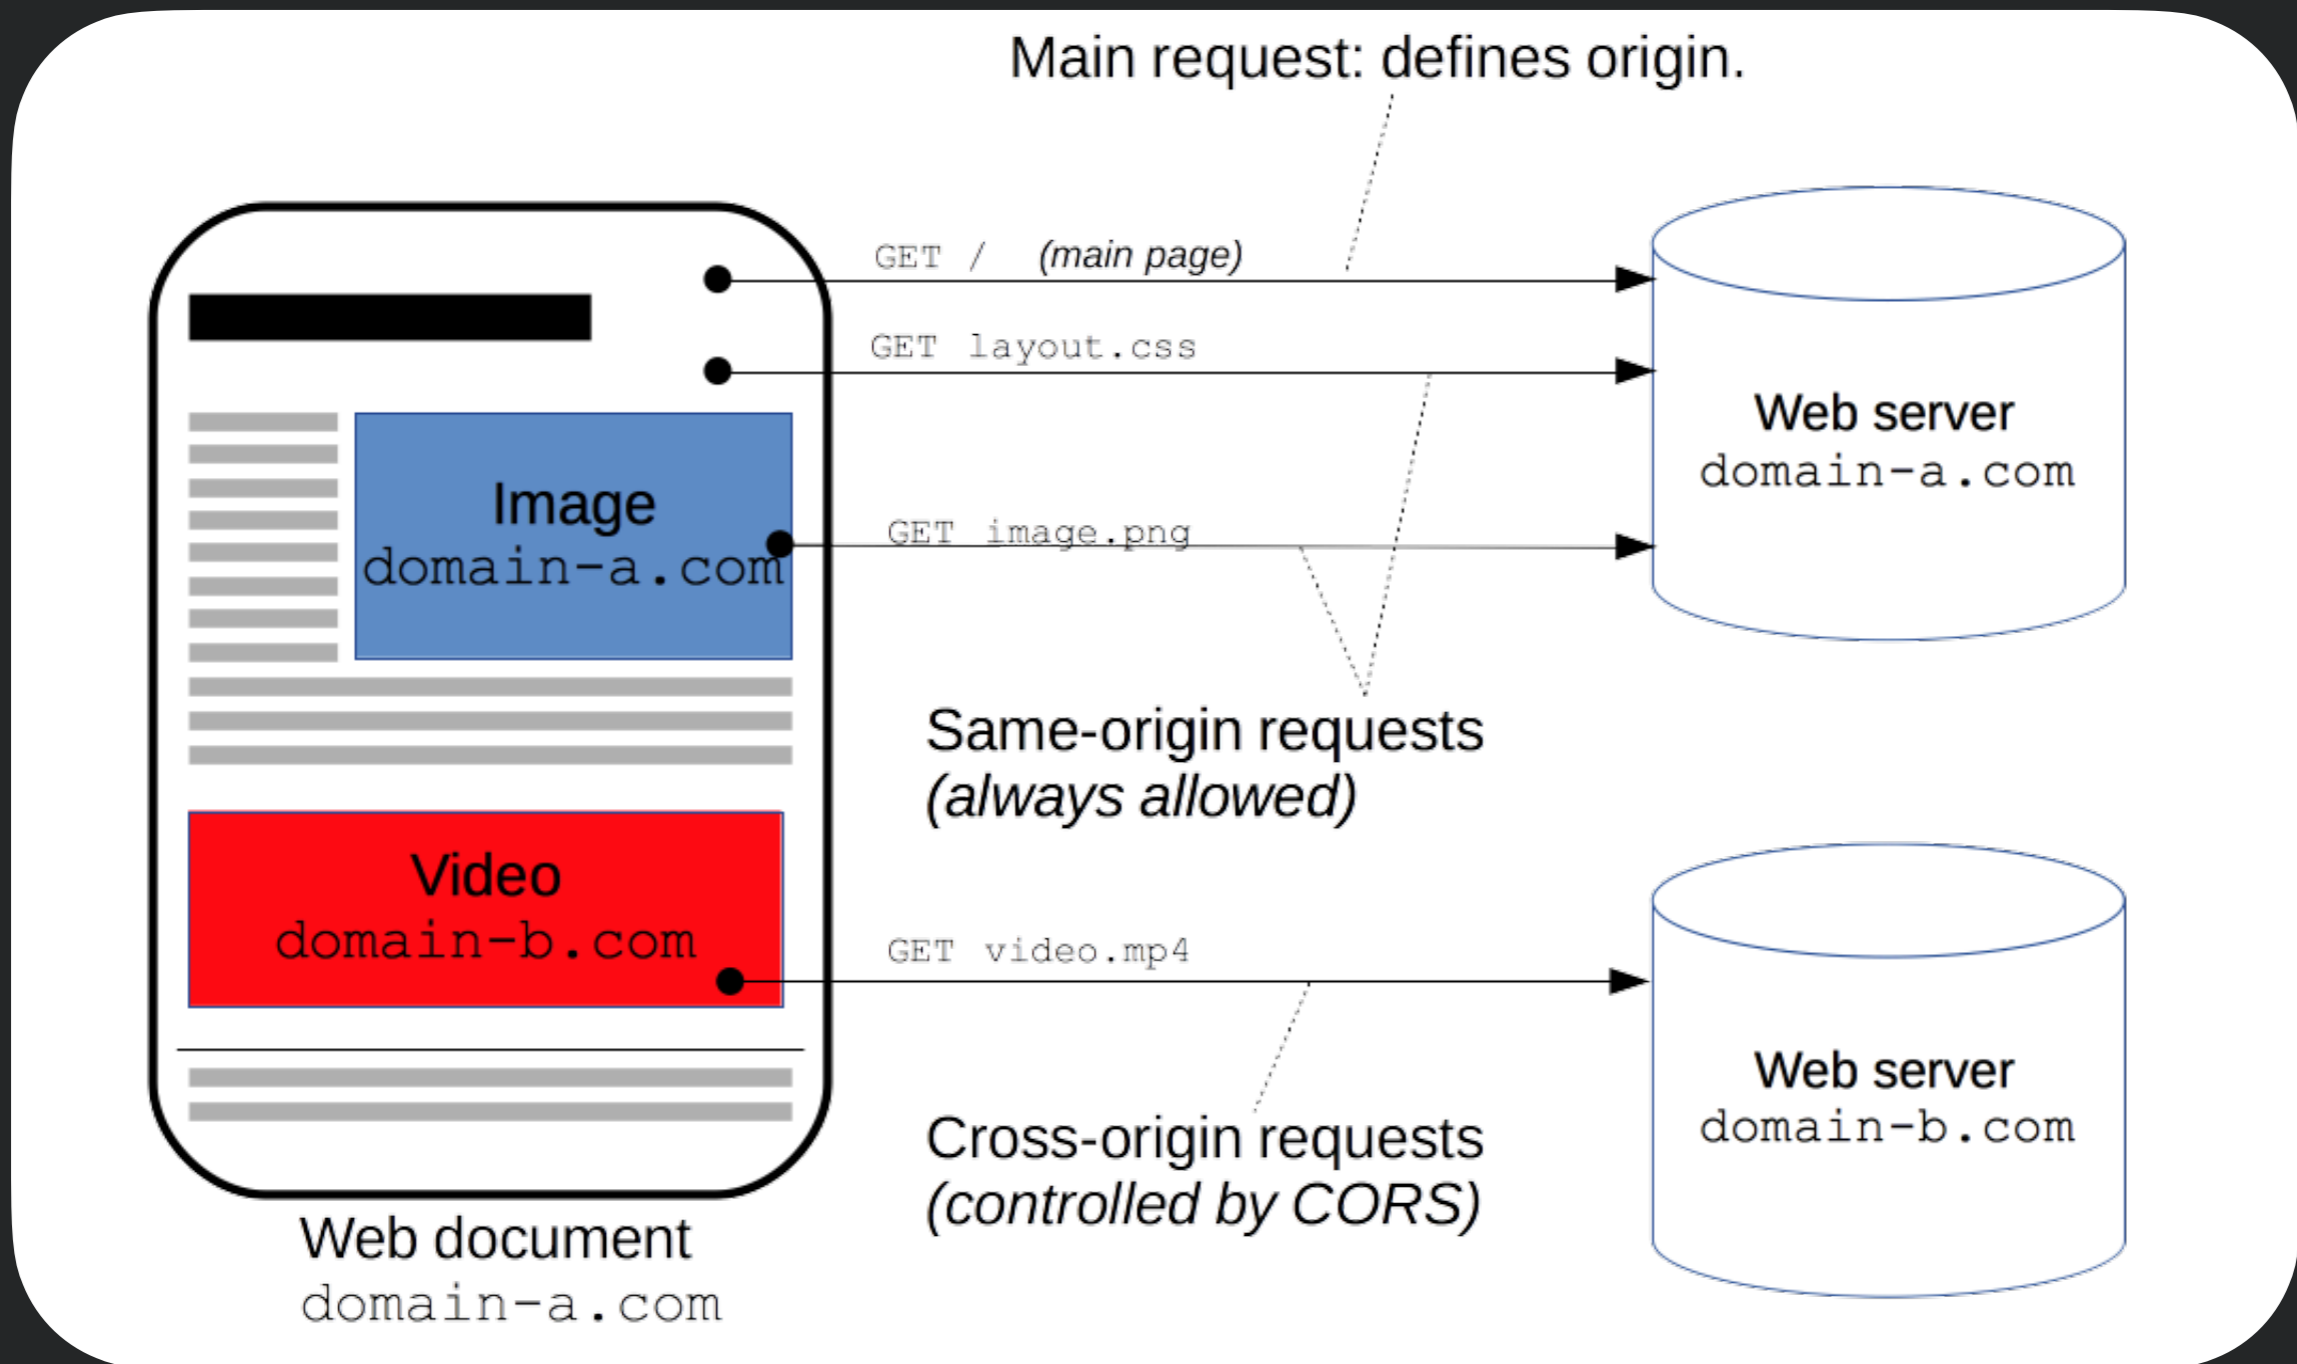 Main request: defines origin.
GET / (main page)
GET layout.css
Image
domain-a.com
GET image.png
Web server
domain-a.com
Same-origin requests
(always allowed)
Video
domain-b.com
GET video.mp4
Web server
domain-b.com
Cross-origin requests
(controlled by CORS)
Web document
domain-a.com